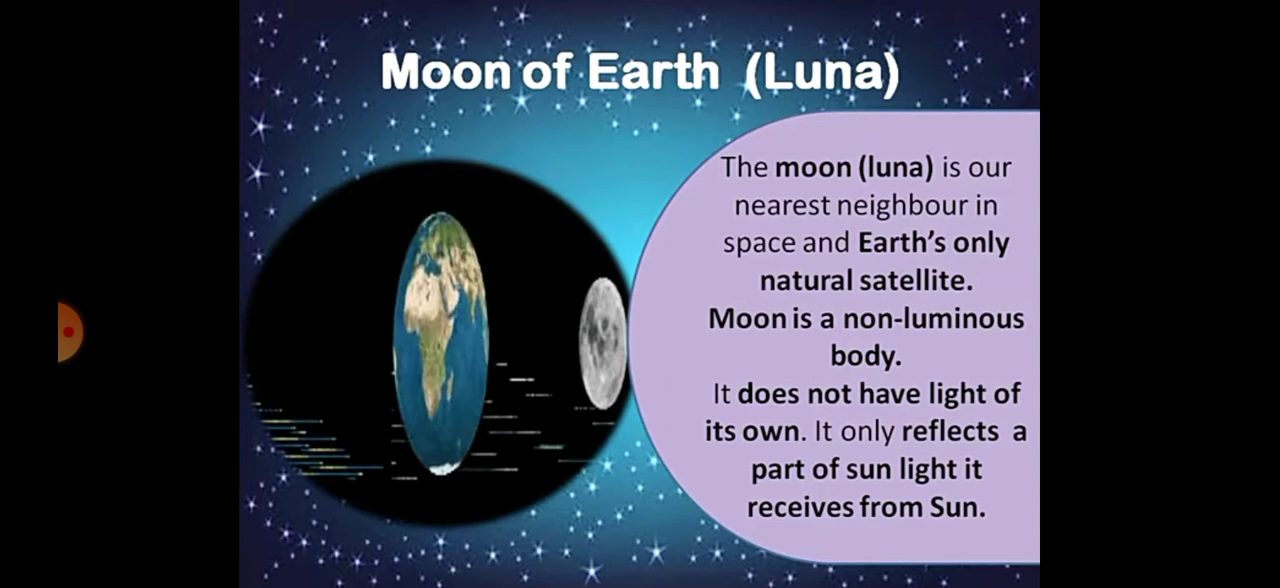 Moon of Earth (Luna)
The moon (luna) is our
nearest neighbour in
space and Earth's only
natural satellite.
Moon is a non-luminous
body.
It does not have light of
its own. It only reflects a
part of sun light it
receives from Sun.